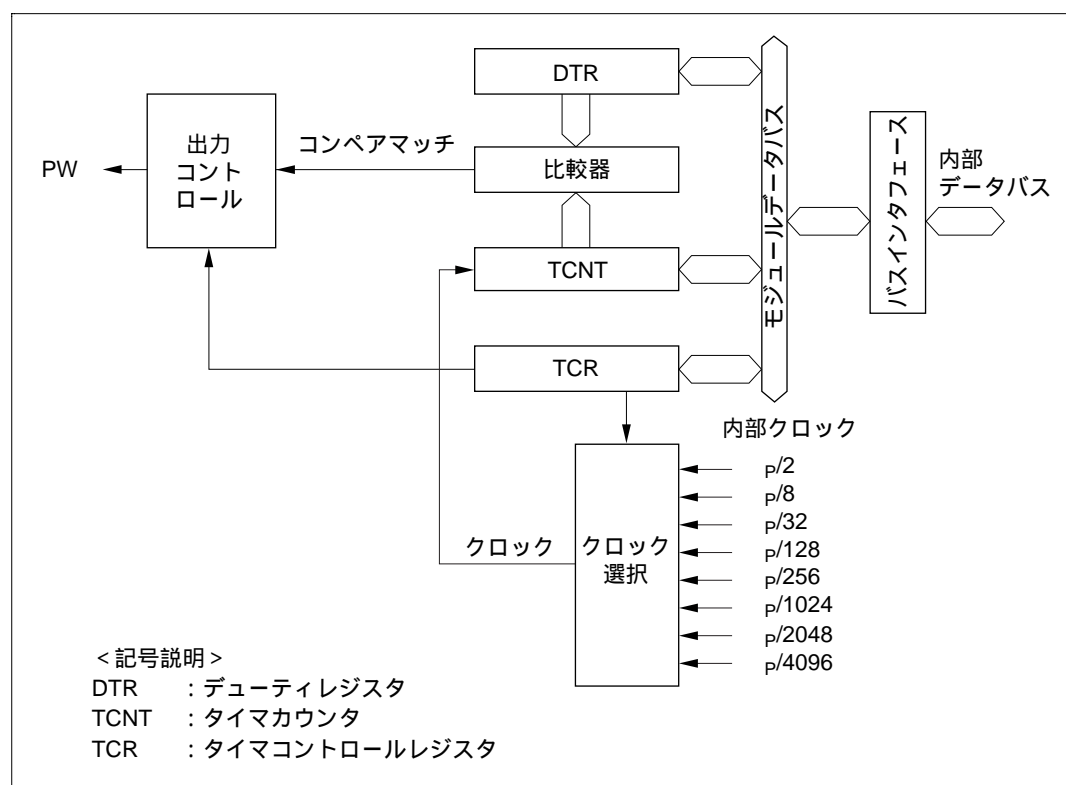 DTR
出力
コント
ロール
コンペアマッチ
PW
比較器
モジュールデータバス
バスインタフェース
内部
データバス
TCNT
TCR
内部クロック
P/2
P/8
P/32
P/128
P/256
P/1024
P/2048
P/4096
クロック
クロック
選択
<記号説明>
DTR :デューティレジスタ
TCNT :タイマカウンタ
TCR :タイマコントロールレジスタ